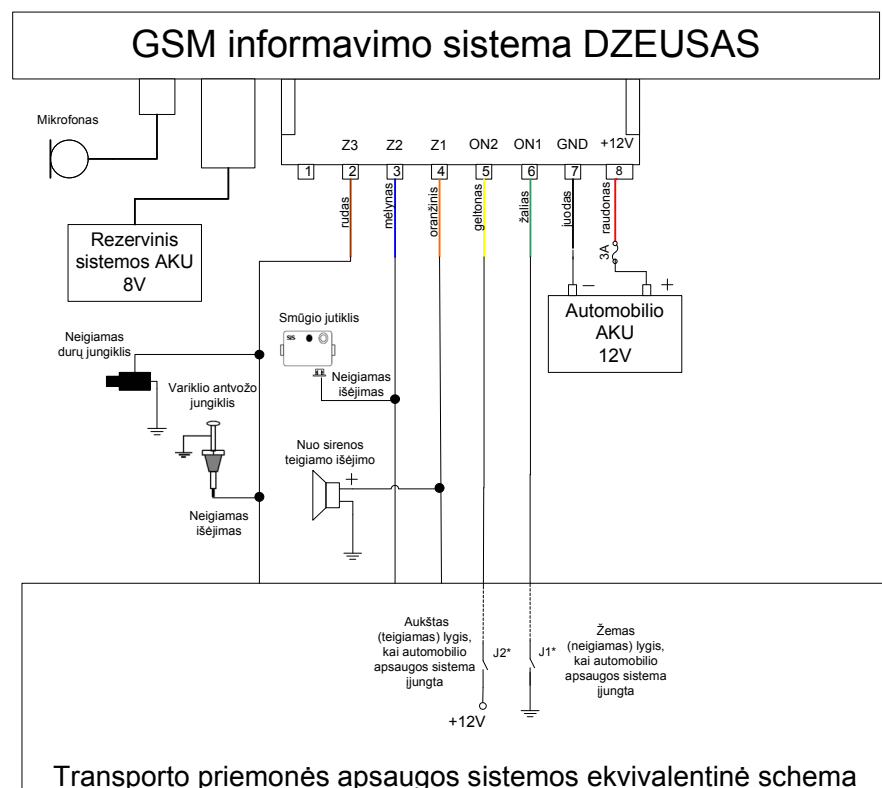 GSM informavimo sistema DZEUSAS
Mikrofonas
Z3 Z2 Z1 ON2 ON1 GND +12V
1 2 3 4 5 6 7 8
rudas
mėlynas
oranžinis
geltonas
žalias
juodas
raudonas
3A
Rezervinis
sistemos AKU
8V
− +
Automobilio
AKU
12V
Smūgio jutiklis
SIS
Neigiamas
išėjimas
Neigiamas
durų jungiklis
Variklio antvožo
jungiklis
Neigiamas
išėjimas
Nuo sirenos
teigiamo išėjimo
+
Aukštas
(teigiamas) lygis,
kai automobilio
apsaugos sistema
įjungta
J2*
+12V
J1*
Žemas
(neigiamas) lygis,
kai automobilio
apsaugos sistema
įjungta
Transporto priemonės apsaugos sistemos ekvivalentinė schema